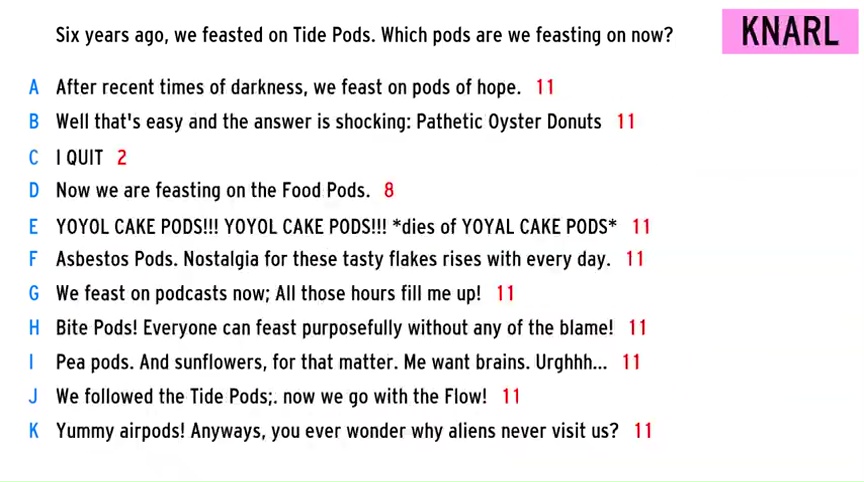 Six years ago, we feasted on Tide Pods. Which pods are we feasting on now?
KNARL
A After recent times of darkness, we feast on pods of hope. 11
B Well that's easy and the answer is shocking: Pathetic Oyster Donuts 11
C I QUIT 2
D Now we are feasting on the Food Pods. 8
E YOYOL CAKE PODS!!! YOYOL CAKE PODS!!! *dies of YOYAL CAKE PODS* 11
F Asbestos Pods. Nostalgia for these tasty flakes rises with every day. 11
G We feast on podcasts now; All those hours fill me up! 11
H Bite Pods! Everyone can feast purposefully without any of the blame! 11
I Pea pods. And sunflowers, for that matter. Me want brains. Urghhh... 11
J We followed the Tide Pods;. now we go with the Flow! 11
K Yummy airpods! Anyways, you ever wonder why aliens never visit us? 11